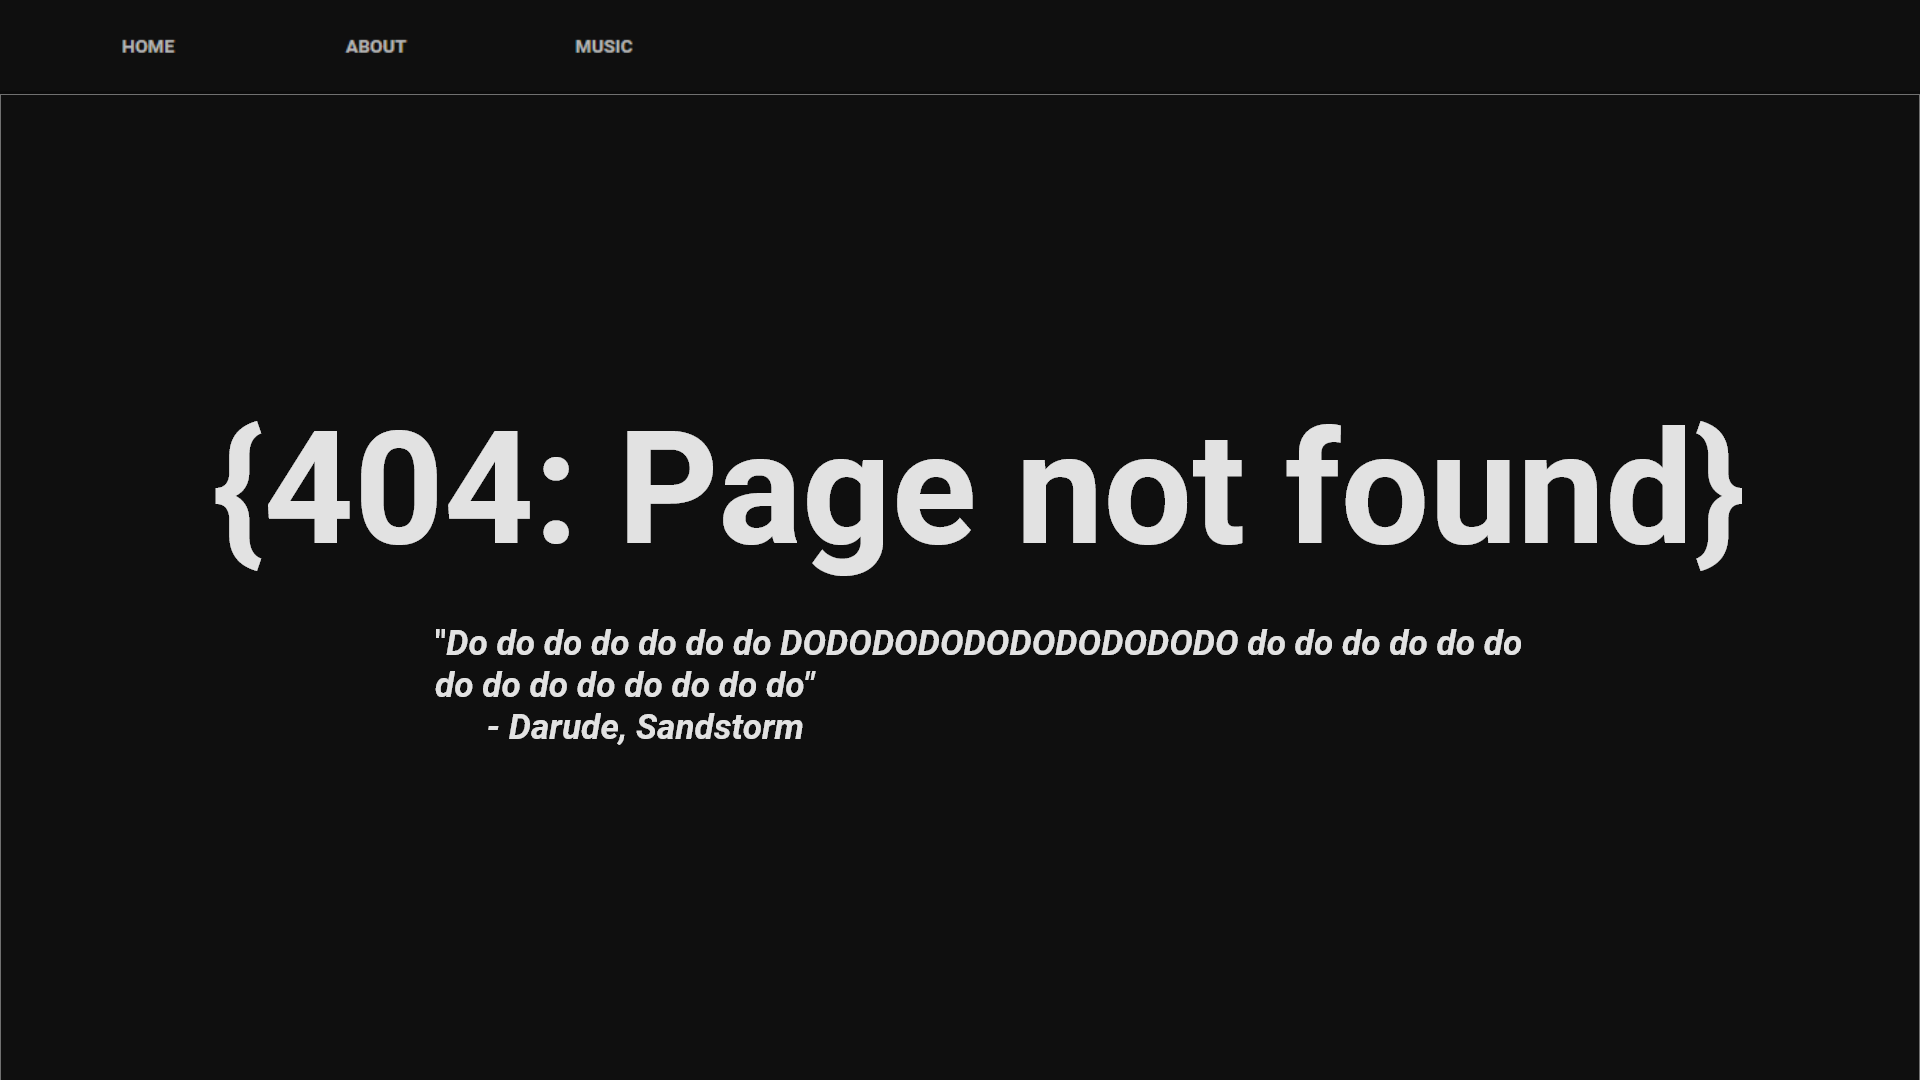 HOME ABOUT MUSIC
{404: Page not found}
"Do do do do do do do DODODODODODODODODODO do do do do do do
do do do do do do do do"
- Darude, Sandstorm